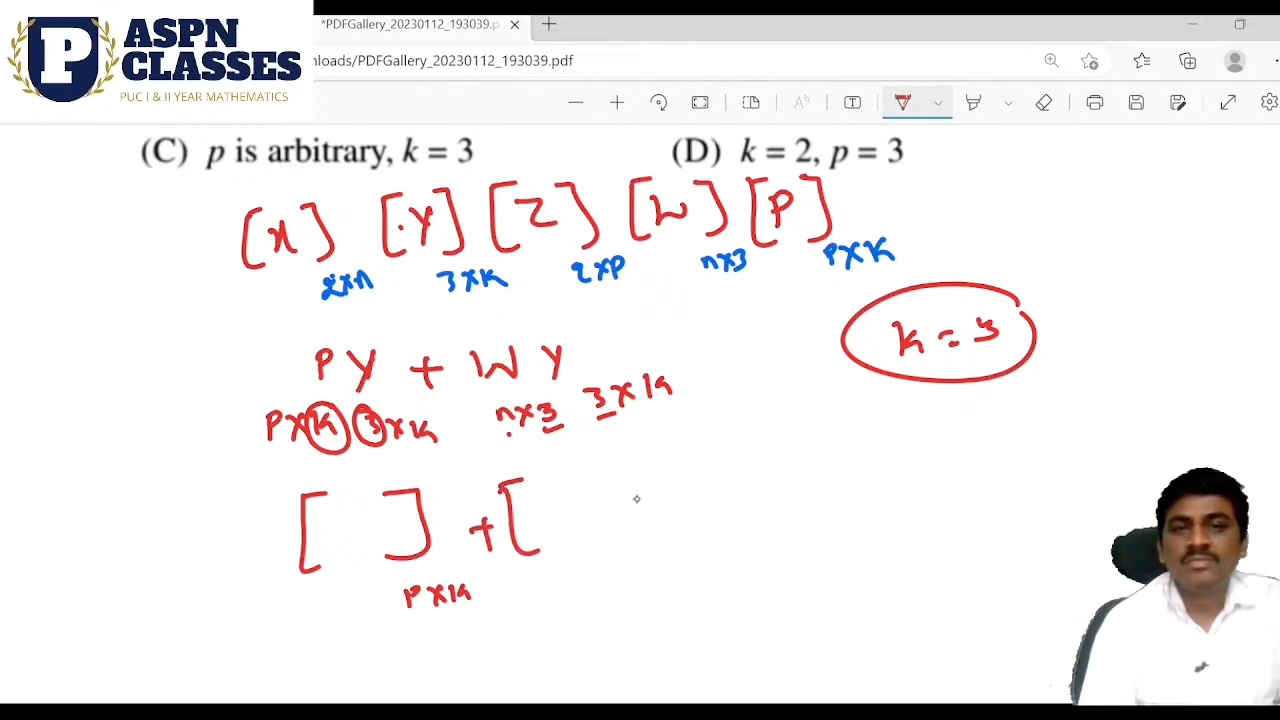 *PDFGallery_20230112_193039.p
P ASPN CLASSES
PUC I & II YEAR MATHEMATICS
nloads/PDFGallery_20230112_193039.pdf
(C) p is arbitrary, k = 3
(D) k = 2, p = 3
[X] [Y] [Z] [W] [P]
2×n 3×k 2×p n×3 p×k
k = 3
PY + WY
P×k 3×k n×3 3×k
[ ] + [
P×k